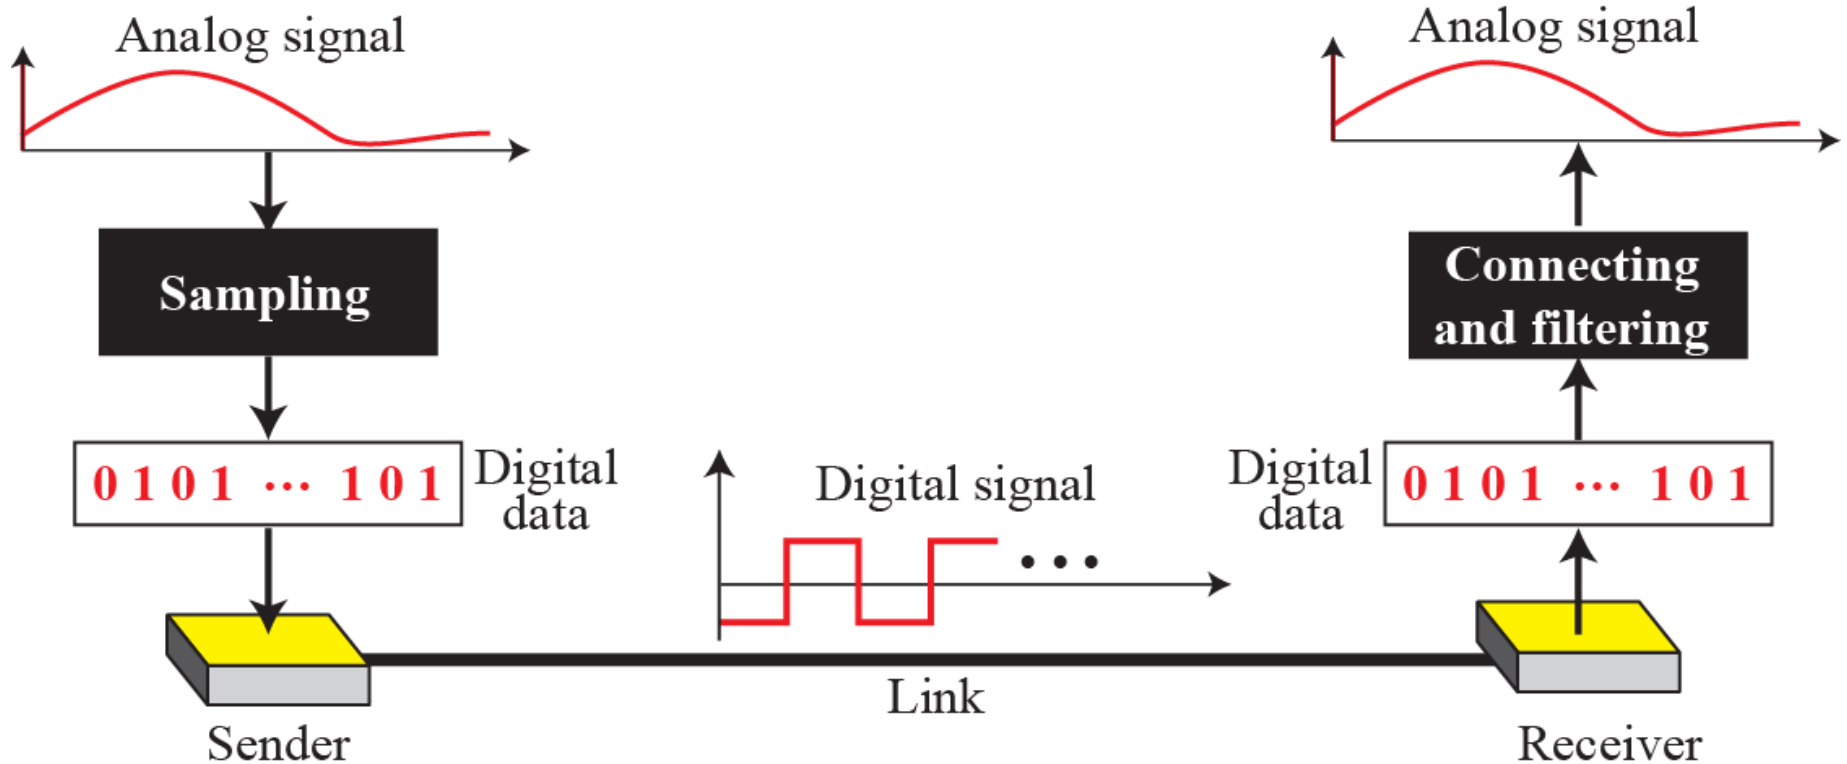 Analog signal
Analog signal
Sampling
Connecting
and filtering
0 1 0 1 ··· 1 0 1
Digital
data
Digital signal
Digital
data
0 1 0 1 ··· 1 0 1
Link
Sender
Receiver